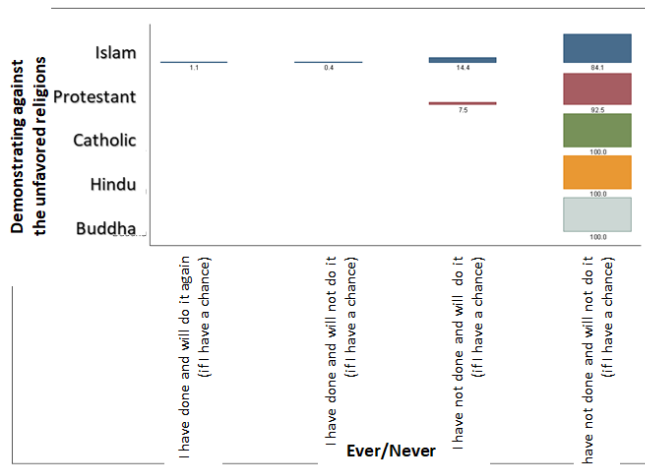 Demonstrating against
the unfavored religions
Islam
1.1
0.4
14.4
84.1
Protestant
7.5
92.5
Catholic
100.0
Hindu
100.0
Buddha
100.0
I have done and will do it again
(if I have a chance)
I have done and will not do it
(if I have a chance)
I have not done and will do it
(if I have a chance)
have not done and will not do it
(if I have a chance)
Ever/Never